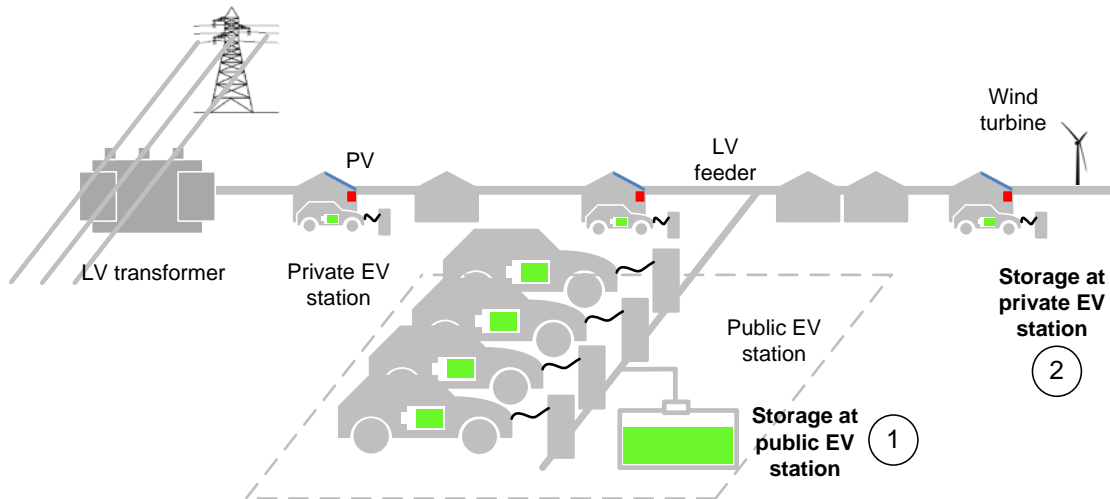 Wind
turbine
PV
LV
feeder
LV transformer
Private EV
station
Storage at
private EV
station
2
Public EV
station
Storage at
public EV
station
1